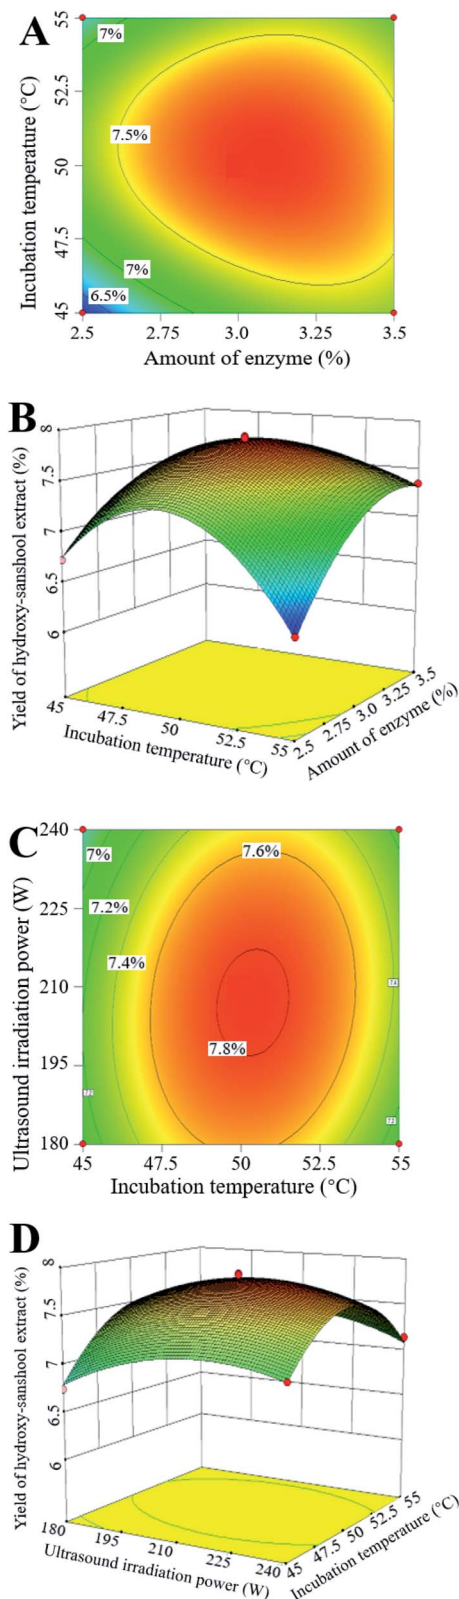 A
55
52.5
50
47.5
45
Incubation temperature (°C)
7%
7.5%
7%
6.5%
2.5 2.75 3.0 3.25 3.5
Amount of enzyme (%)
B
8
7.5
7
6.5
6
Yield of hydroxy-sanshool extract (%)
45 47.5 50 52.5 55
Incubation temperature (°C)
2.5 2.75 3.0 3.25 3.5
Amount of enzyme (%)
C
240
225
210
195
180
Ultrasound irradiation power (W)
7.6%
7%
7.2%
7.4%
7.8%
7.4
7.2
7.2
45 47.5 50 52.5 55
Incubation temperature (°C)
D
8
7.5
7
6.5
6
Yield of hydroxy-sanshool extract (%)
180 195 210 225 240
Ultrasound irradiation power (W)
45 47.5 50 52.5 55
Incubation temperature (°C)